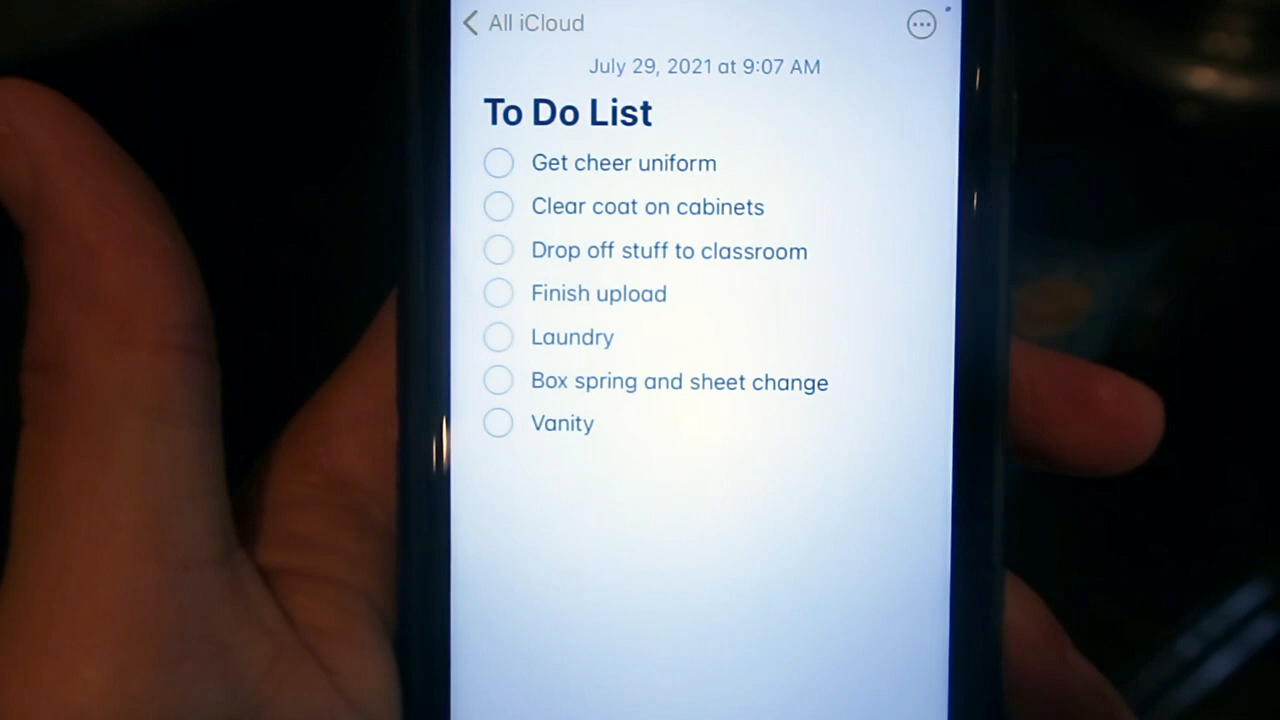 All iCloud
July 29, 2021 at 9:07 AM
To Do List
Get cheer uniform
Clear coat on cabinets
Drop off stuff to classroom
Finish upload
Laundry
Box spring and sheet change
Vanity